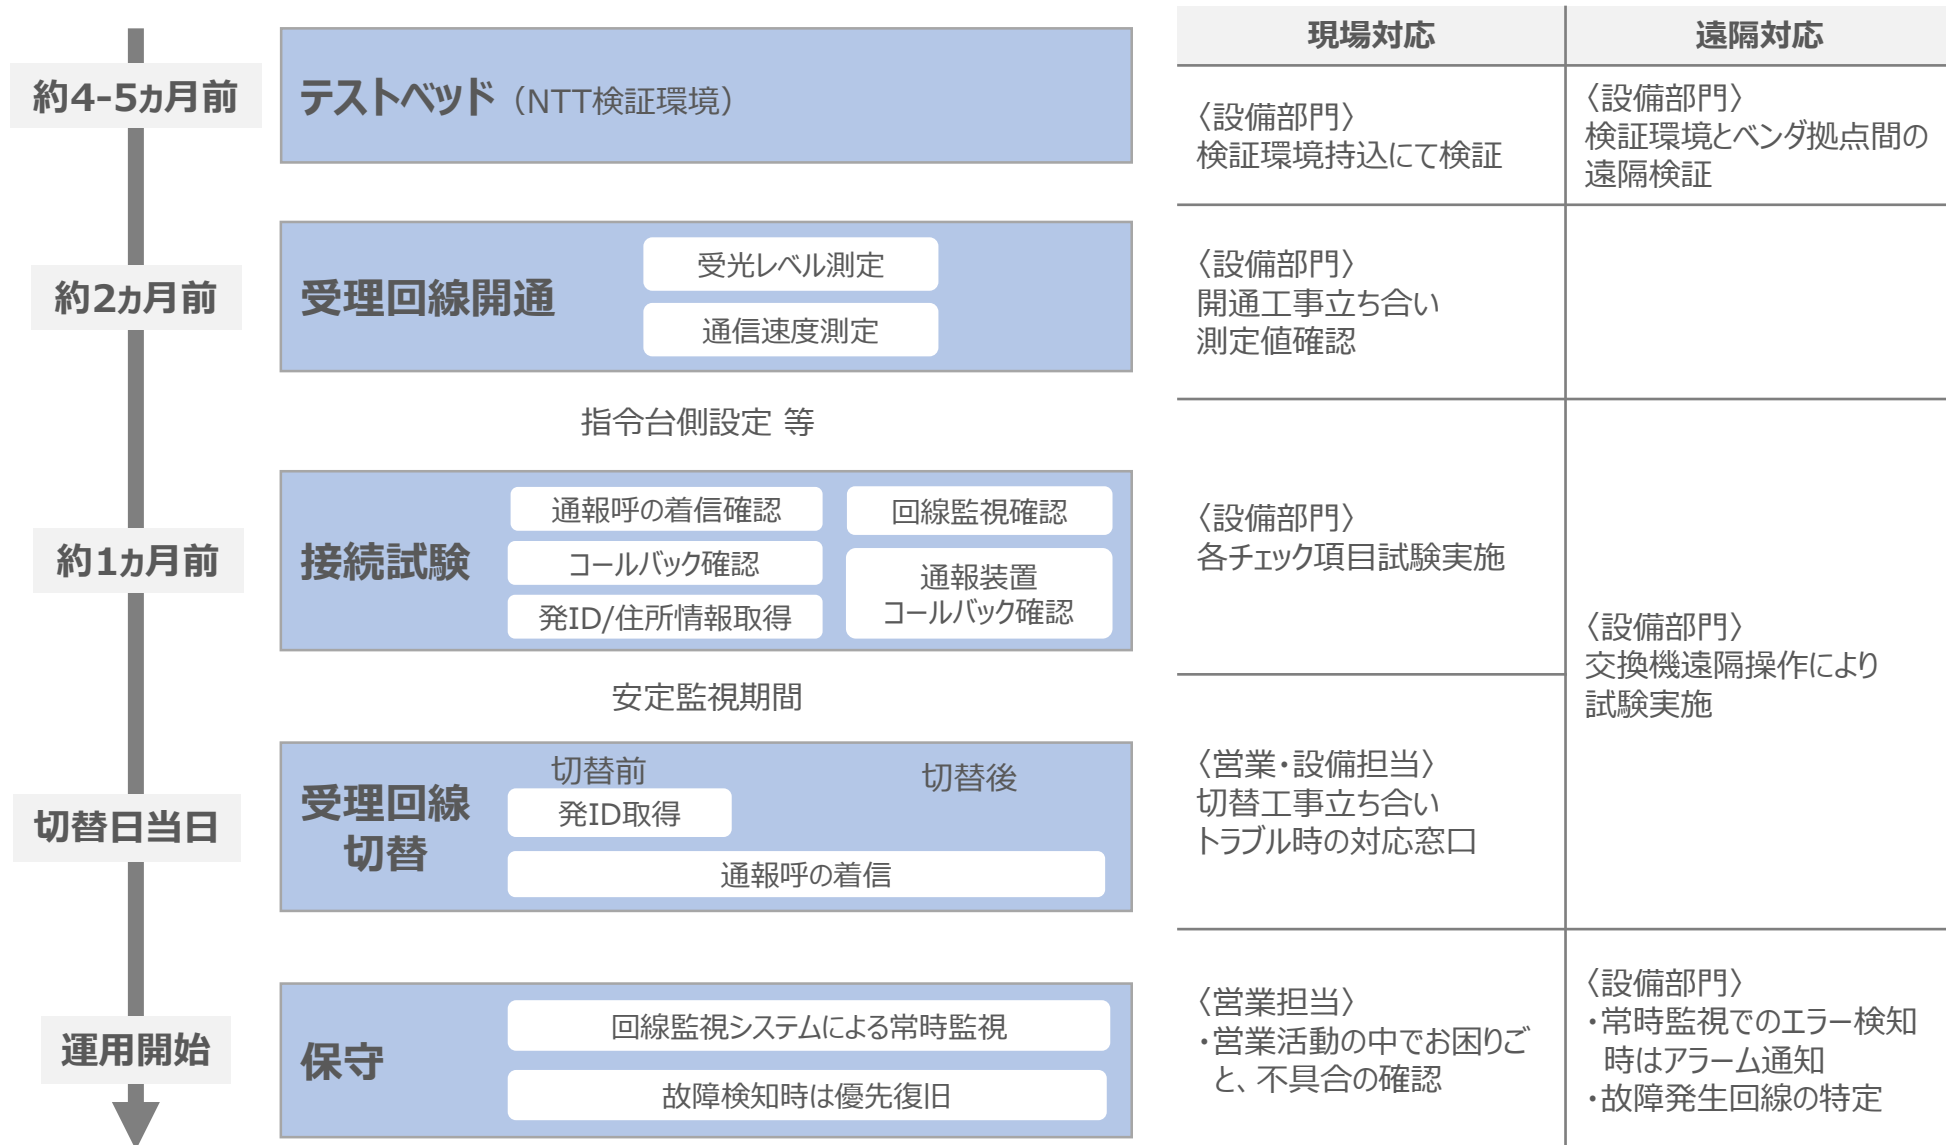 現場対応
遠隔対応
約4-5ヵ月前
テストベッド（NTT検証環境）
〈設備部門〉
検証環境持込にて検証
〈設備部門〉
検証環境とベンダ拠点間の
遠隔検証
約2ヵ月前
受理回線開通
受光レベル測定
通信速度測定
〈設備部門〉
開通工事立ち合い
測定値確認
指令台側設定 等
約1ヵ月前
接続試験
通報呼の着信確認
コールバック確認
発ID/住所情報取得
回線監視確認
通報装置
コールバック確認
〈設備部門〉
各チェック項目試験実施
〈設備部門〉
交換機遠隔操作により
試験実施
安定監視期間
切替日当日
受理回線
切替
切替前
切替後
発ID取得
通報呼の着信
〈営業・設備担当〉
切替工事立ち合い
トラブル時の対応窓口
運用開始
保守
回線監視システムによる常時監視
故障検知時は優先復旧
〈営業担当〉
・営業活動の中でお困りご
と、不具合の確認
〈設備部門〉
・常時監視でのエラー検知
時はアラーム通知
・故障発生回線の特定